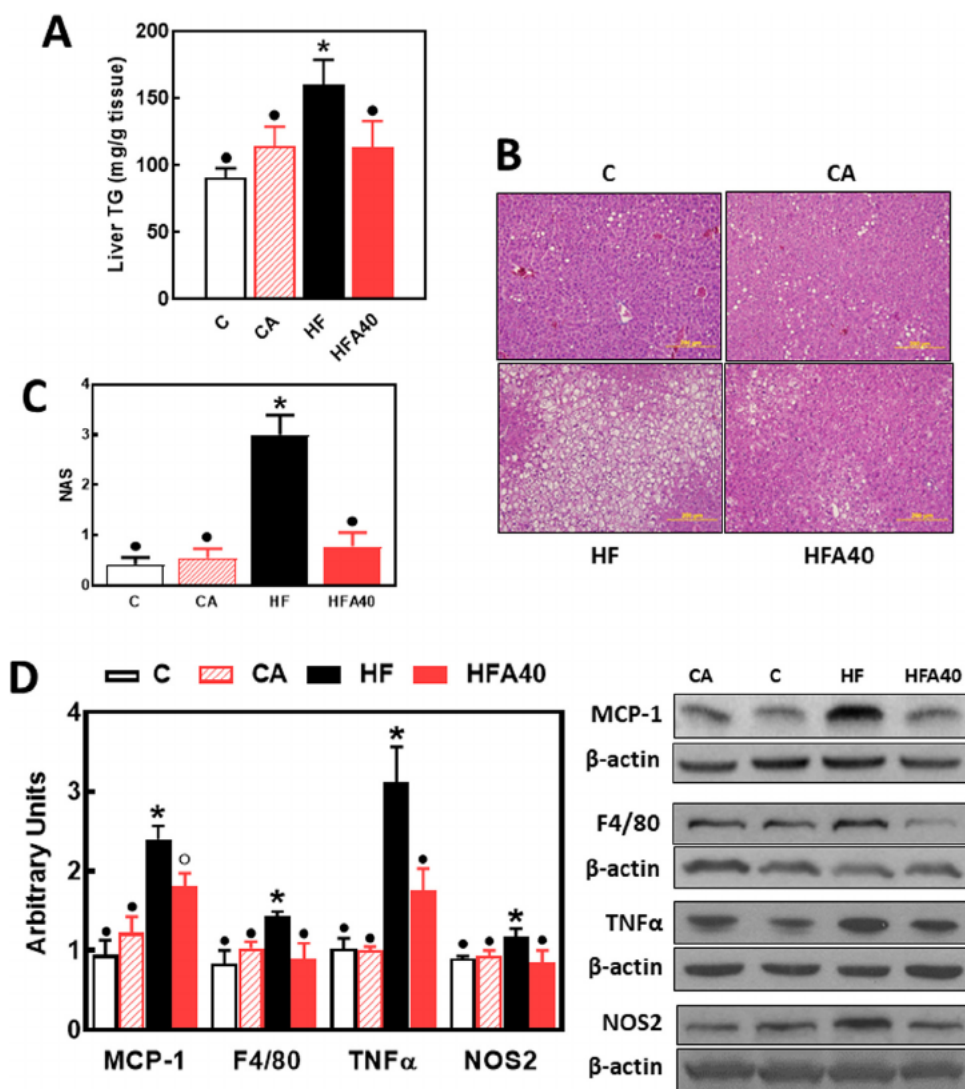 A
200
150
100
50
0
Liver TG (mg/g tissue)
*
C
CA
HF
HFA40
B
C
CA
HF
HFA40
C
4
3
2
1
0
NAS
*
C
CA
HF
HFA40
D
C CA HF HFA40
4
3
2
1
0
Arbitrary Units
* * * *
MCP-1 F4/80 TNFα NOS2
CA C HF HFA40
MCP-1
β-actin
F4/80
β-actin
TNFα
β-actin
NOS2
β-actin